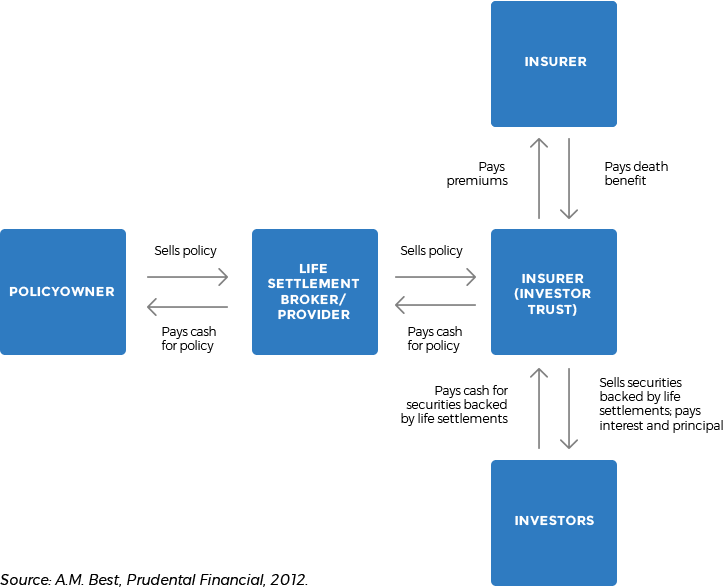 INSURER
Pays
premiums
Pays death
benefit
POLICYOWNER
Sells policy
Pays cash
for policy
LIFE
SETTLEMENT
BROKER/
PROVIDER
Sells policy
Pays cash
for policy
INSURER
(INVESTOR
TRUST)
Pays cash for
securities backed
by life settlements
Sells securities
backed by life
settlements; pays
interest and principal
INVESTORS
Source: A.M. Best, Prudential Financial, 2012.